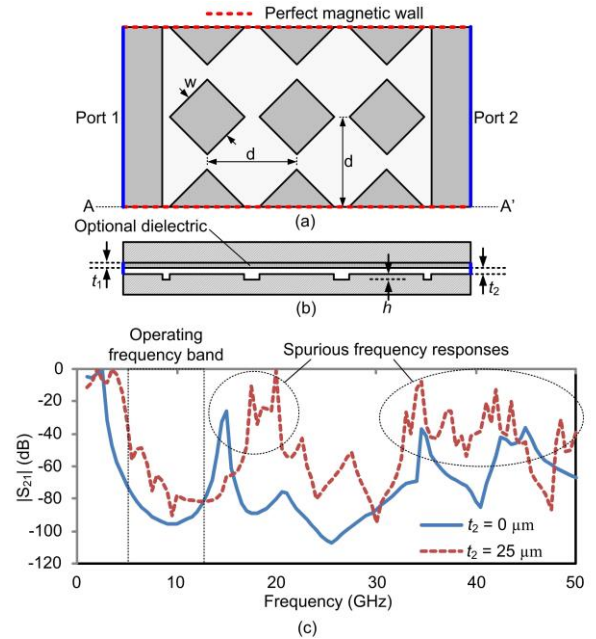 Perfect magnetic wall
w
Port 1
Port 2
d
d
A
A'
(a)
Optional dielectric
t1
t2
h
(b)
Operating
frequency band
Spurious frequency responses
0
-20
-40
-60
-80
-100
-120
|S21| (dB)
t2 = 0 µm
t2 = 25 µm
0 10 20 30 40 50
Frequency (GHz)
(c)